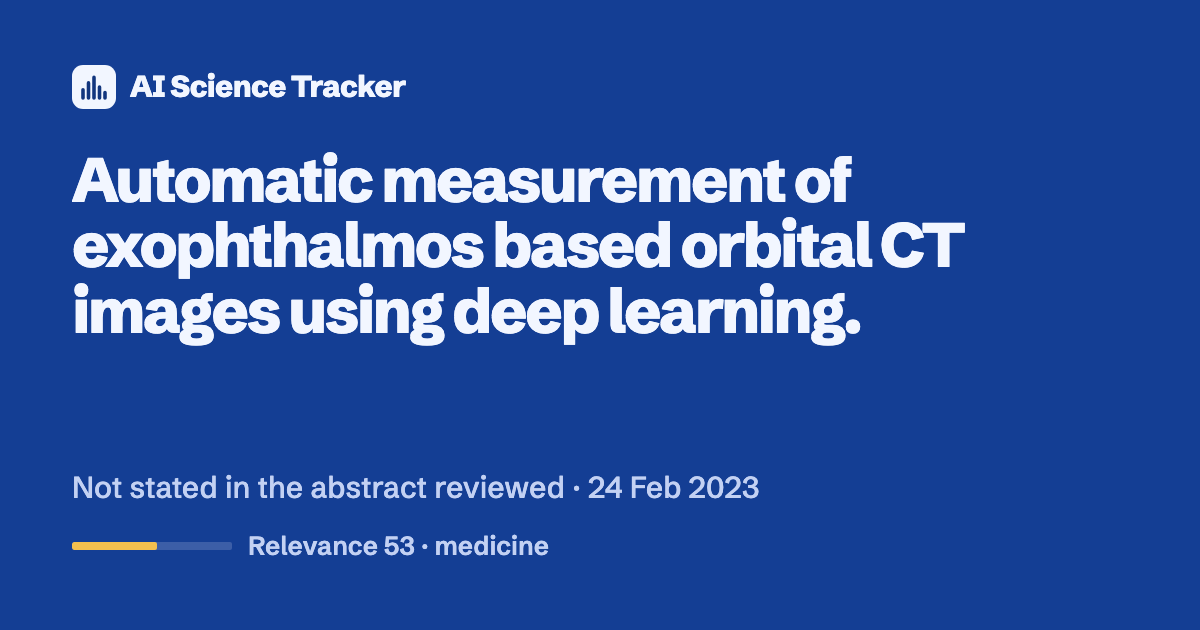 AI Science Tracker
Automatic measurement of
exophthalmos based orbital CT
images using deep learning.
Not stated in the abstract reviewed · 24 Feb 2023
Relevance 53 · medicine